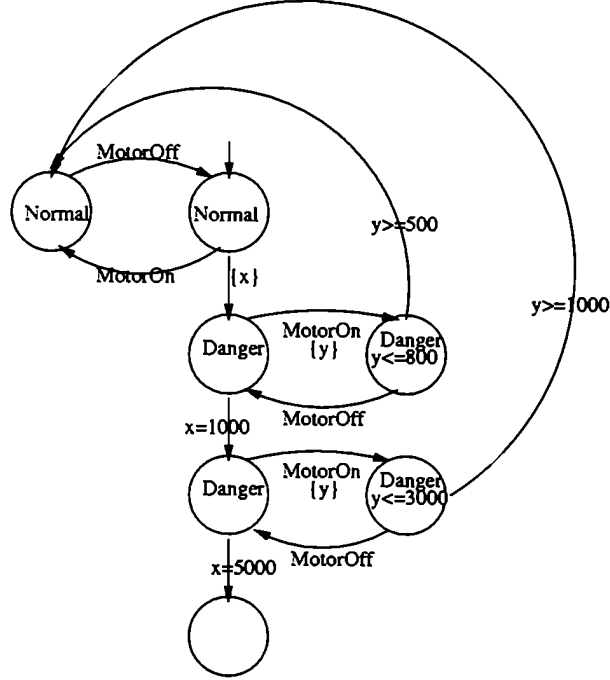 MotorOff
Normal
Normal
MotorOn
{x}
y>=500
y>=1000
Danger
MotorOn
{y}
Danger
y<=800
MotorOff
x=1000
Danger
MotorOn
{y}
Danger
y<=3000
MotorOff
x=5000